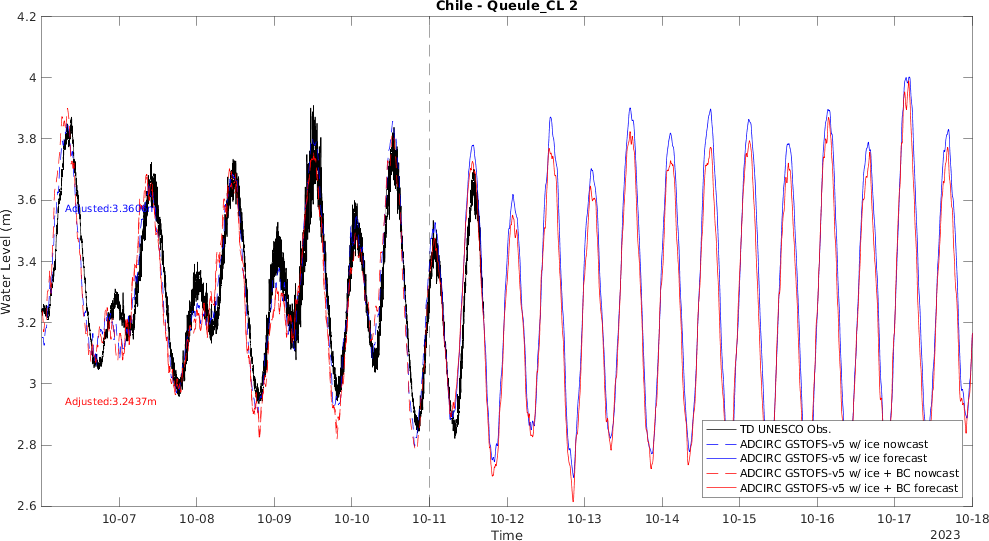 Chile - Queule_CL 2
4.2
4
3.8
3.6
3.4
3.2
3
2.8
2.6
Water Level (m)
Adjusted:3.360
Adjusted:3.2437m
TD UNESCO Obs.
ADCIRC GSTOFS-v5 w/ ice nowcast
ADCIRC GSTOFS-v5 w/ ice forecast
ADCIRC GSTOFS-v5 w/ ice + BC nowcast
ADCIRC GSTOFS-v5 w/ ice + BC forecast
10-07 10-08 10-09 10-10 10-11 10-12 10-13 10-14 10-15 10-16 10-17 10-18
Time
2023